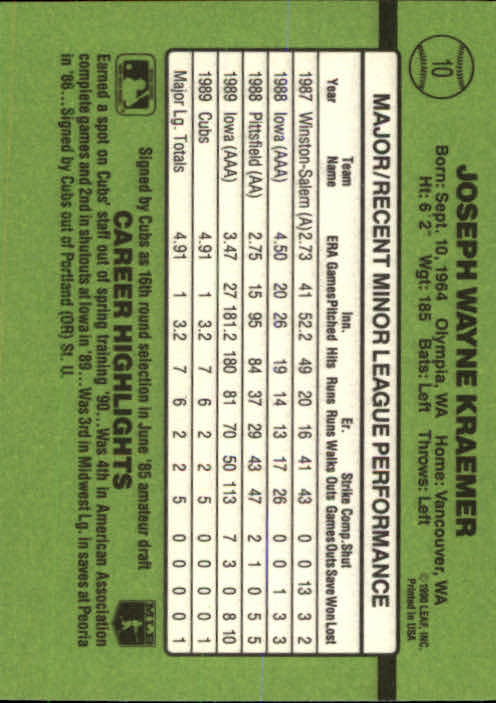 10
JOSEPH WAYNE KRAEMER
Born: Sept. 10, 1964 Olympia, WA Home: Vancouver, WA
Ht: 6' 2" Wgt: 185 Bats: Left Throws: Left
© 1990 LEAF, INC.
Printed in USA
MAJOR/RECENT MINOR LEAGUE PERFORMANCE
Team Inn. Er. Strike Comp. Shut
Year Name ERA Games Pitched Hits Runs Runs Walks Outs Games Outs Save Won Lost
1987 Winston-Salem (A) 2.73 41 52.2 49 20 16 41 43 0 0 13 3 2
1988 Iowa (AAA) 4.50 20 26 19 14 13 17 26 0 0 1 3 3
1988 Pittsfield (AA) 2.75 15 95 84 37 29 43 47 2 1 0 5 5
1989 Iowa (AAA) 3.47 27 181.2 180 81 70 50 113 7 3 0 8 10
1989 Cubs 4.91 1 3.2 7 6 2 2 5 0 0 0 0 1
Major Lg. Totals 4.91 1 3.2 7 6 2 2 5 0 0 0 0 1
Signed by Cubs as 16th round selection in June '85 amateur draft
CAREER HIGHLIGHTS
MLB
Earned a spot on Cubs' staff out of spring training '90...Was 4th in American Association
complete games and 2nd in shutouts at Iowa in '89...Was 3rd in Midwest Lg. in saves at Peoria
in '86...Signed by Cubs out of Portland (OR) St. U.